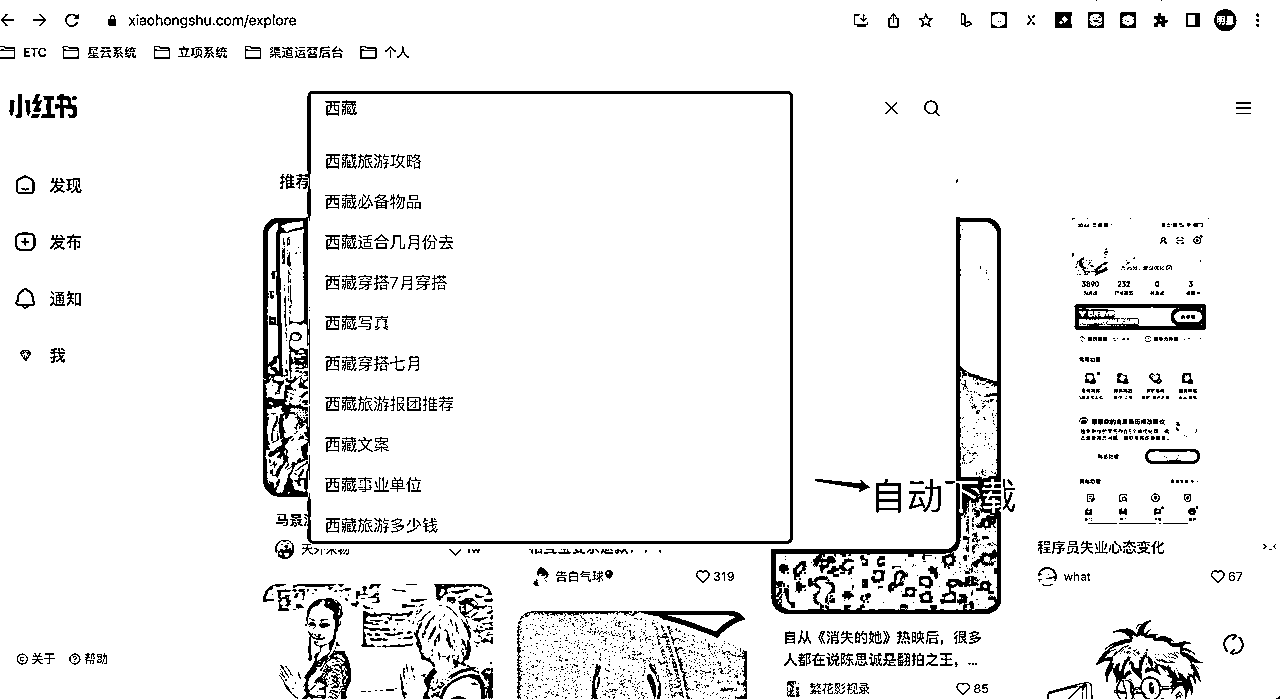 xiaohongshu.com/explore
明星
ETC 星云系统 立项系统 渠道运营后台 个人
小红书
西藏
发现
发布
通知
我
推荐
西藏旅游攻略
西藏必备物品
西藏适合几月份去
西藏穿搭7月穿搭
西藏写真
西藏穿搭七月
西藏旅游报团推荐
西藏文案
西藏事业单位
西藏旅游多少钱
自动下载
3890 232 0 3
程序员失业心态变化
what 67
告白气球 319
自从《消失的她》热映后,很多
人都在说陈思诚是翻拍之王,...
繁花影视录 85
关于 帮助